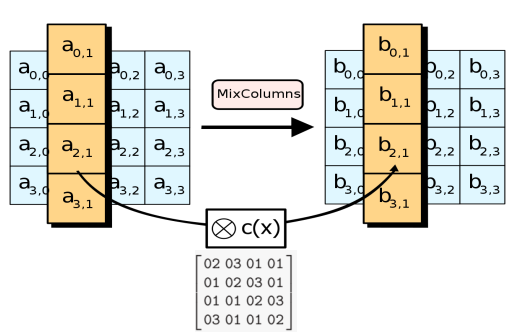 a0,0 a0,1 a0,2 a0,3
a1,0 a1,1 a1,2 a1,3
a2,0 a2,1 a2,2 a2,3
a3,0 a3,1 a3,2 a3,3
MixColumns
b0,0 b0,1 b0,2 b0,3
b1,0 b1,1 b1,2 b1,3
b2,0 b2,1 b2,2 b2,3
b3,0 b3,1 b3,2 b3,3
⊗ c(x)
02 03 01 01
01 02 03 01
01 01 02 03
03 01 01 02